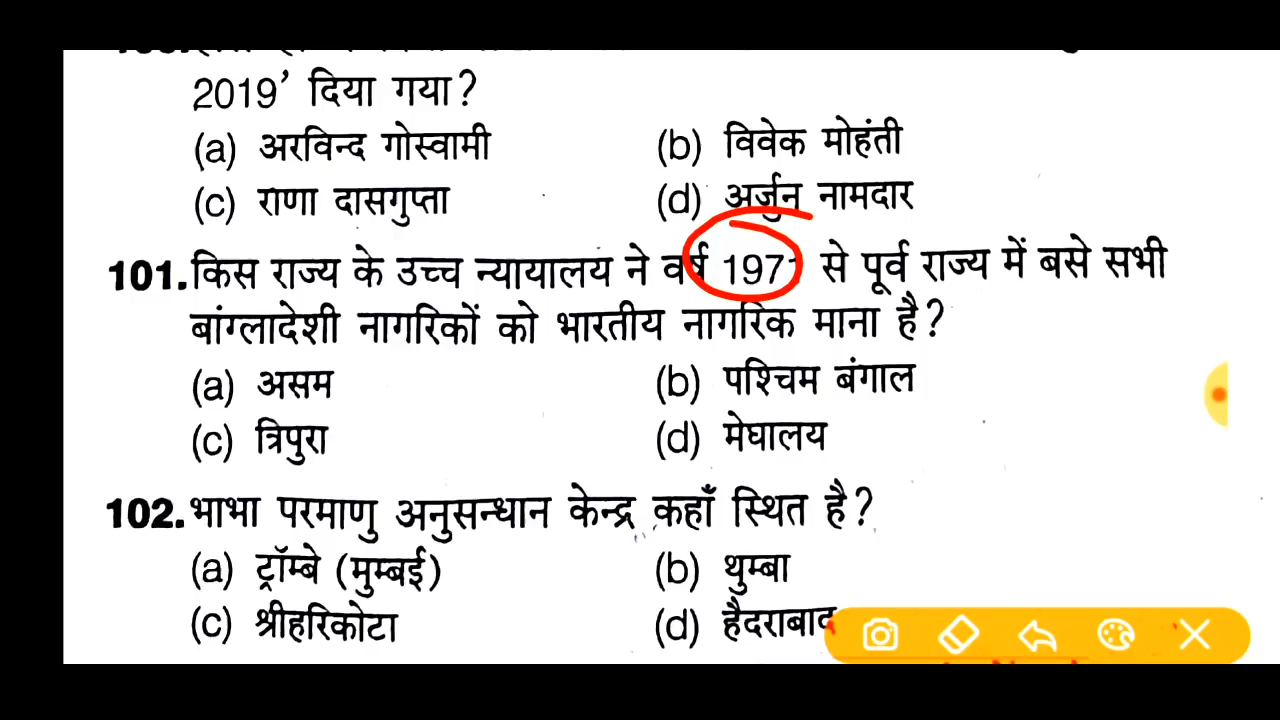 2019’ दिया गया?
(a) अरविन्द गोस्वामी (b) विवेक मोहंती
(c) राणा दासगुप्ता (d) अर्जुन नामदार
101. किस राज्य के उच्च न्यायालय ने वर्ष 1971 से पूर्व राज्य में बसे सभी
बांग्लादेशी नागरिकों को भारतीय नागरिक माना है?
(a) असम (b) पश्चिम बंगाल
(c) त्रिपुरा (d) मेघालय
102. भाभा परमाणु अनुसन्धान केन्द्र कहाँ स्थित है?
(a) ट्रॉम्बे (मुम्बई) (b) थुम्बा
(c) श्रीहरिकोटा (d) हैदराबाद